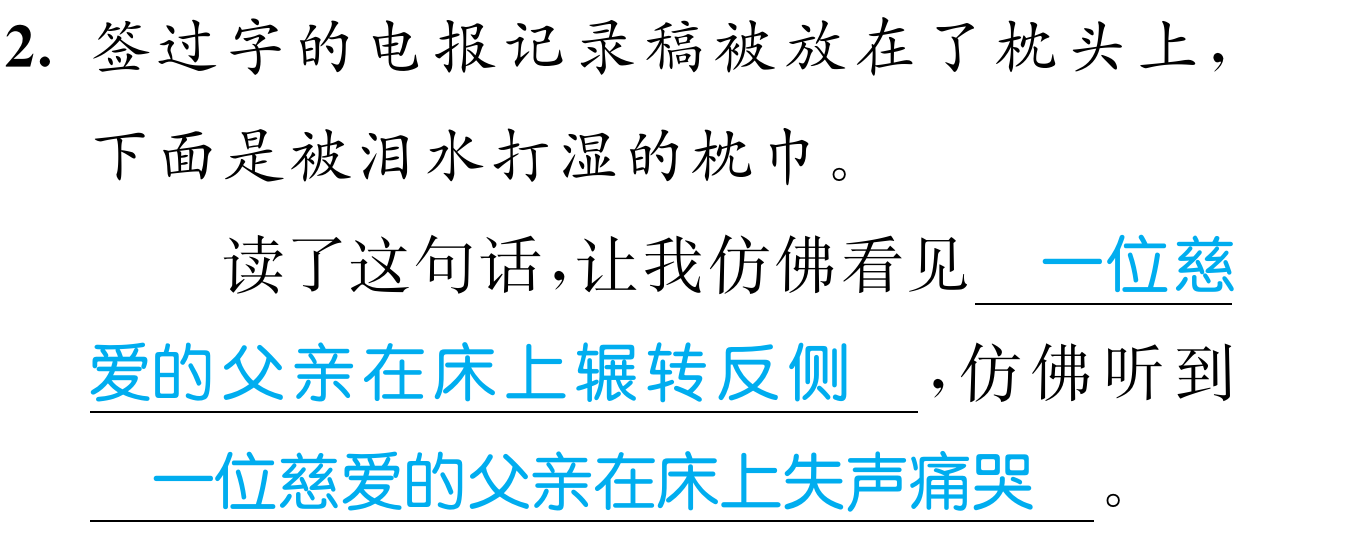 2. 签过字的电报记录稿被放在了枕头上，
下面是被泪水打湿的枕巾。
读了这句话，让我仿佛看见 一位慈
爱的父亲在床上辗转反侧 ，仿佛听到
一位慈爱的父亲在床上失声痛哭 。